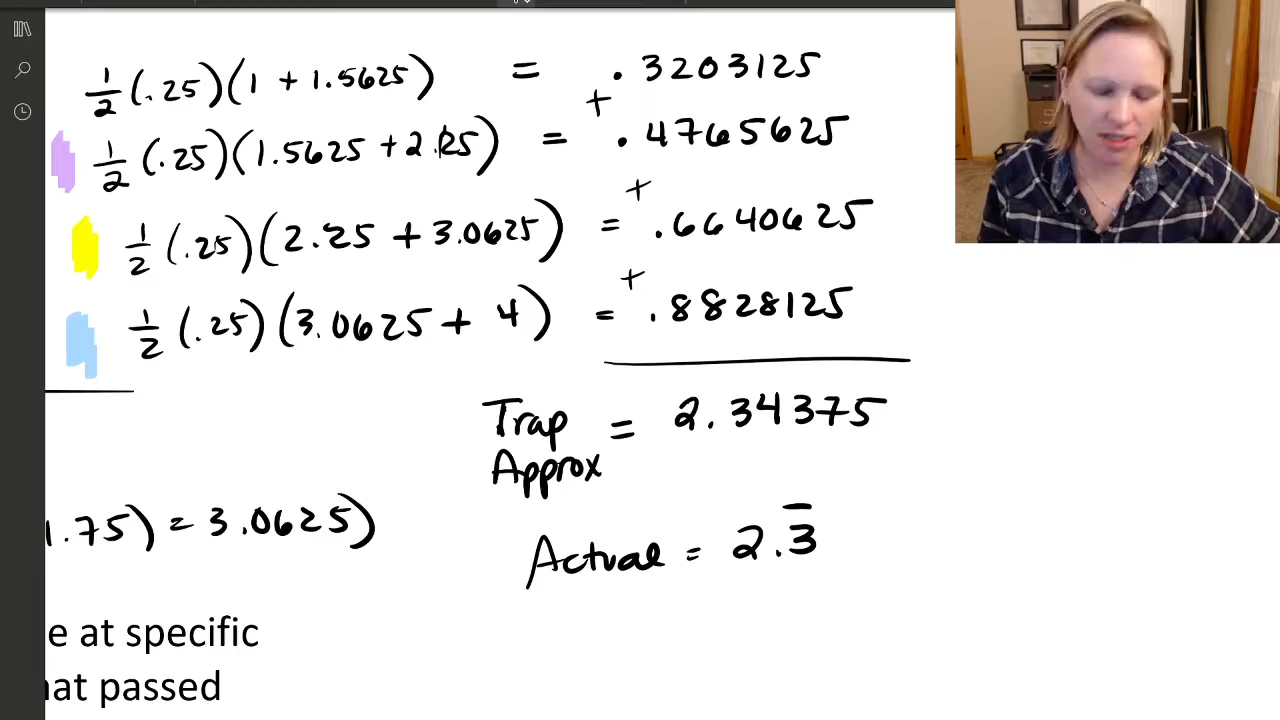 1/2 (.25)(1 + 1.5625) = .3203125
+
1/2 (.25)(1.5625 + 2.25) = .4765625
+
1/2 (.25)(2.25 + 3.0625) = .6640625
+
1/2 (.25)(3.0625 + 4) = .8828125
Trap Approx = 2.34375
1.75) = 3.0625)
Actual = 2.3̅
e at specific
hat passed